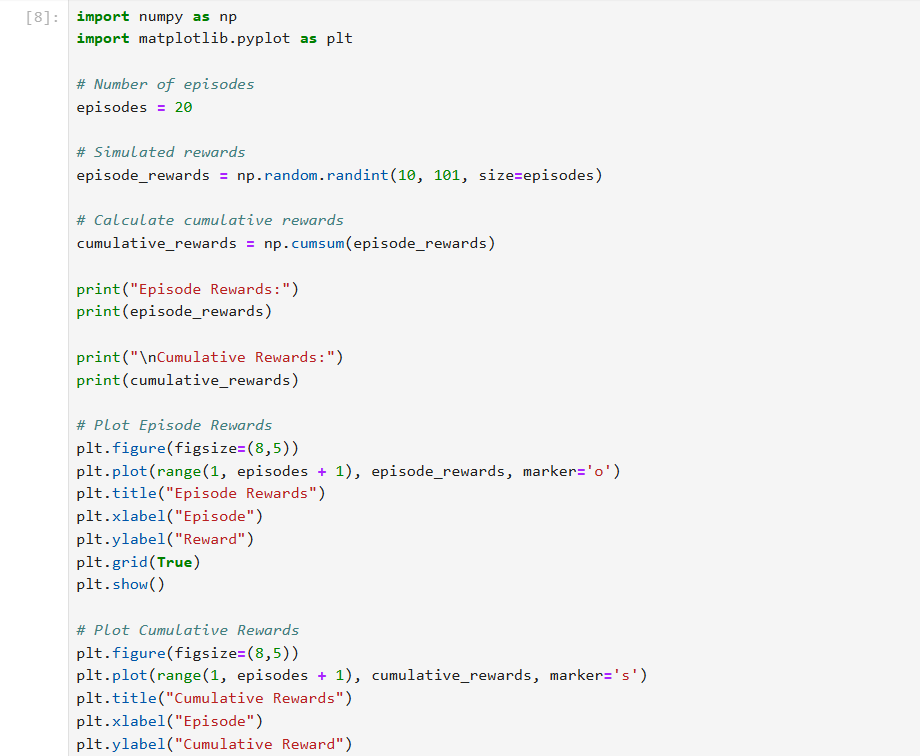 [8]:
import numpy as np
import matplotlib.pyplot as plt
# Number of episodes
episodes = 20
# Simulated rewards
episode_rewards = np.random.randint(10, 101, size=episodes)
# Calculate cumulative rewards
cumulative_rewards = np.cumsum(episode_rewards)
print("Episode Rewards:")
print(episode_rewards)
print("\nCumulative Rewards:")
print(cumulative_rewards)
# Plot Episode Rewards
plt.figure(figsize=(8,5))
plt.plot(range(1, episodes + 1), episode_rewards, marker='o')
plt.title("Episode Rewards")
plt.xlabel("Episode")
plt.ylabel("Reward")
plt.grid(True)
plt.show()
# Plot Cumulative Rewards
plt.figure(figsize=(8,5))
plt.plot(range(1, episodes + 1), cumulative_rewards, marker='s')
plt.title("Cumulative Rewards")
plt.xlabel("Episode")
plt.ylabel("Cumulative Reward")